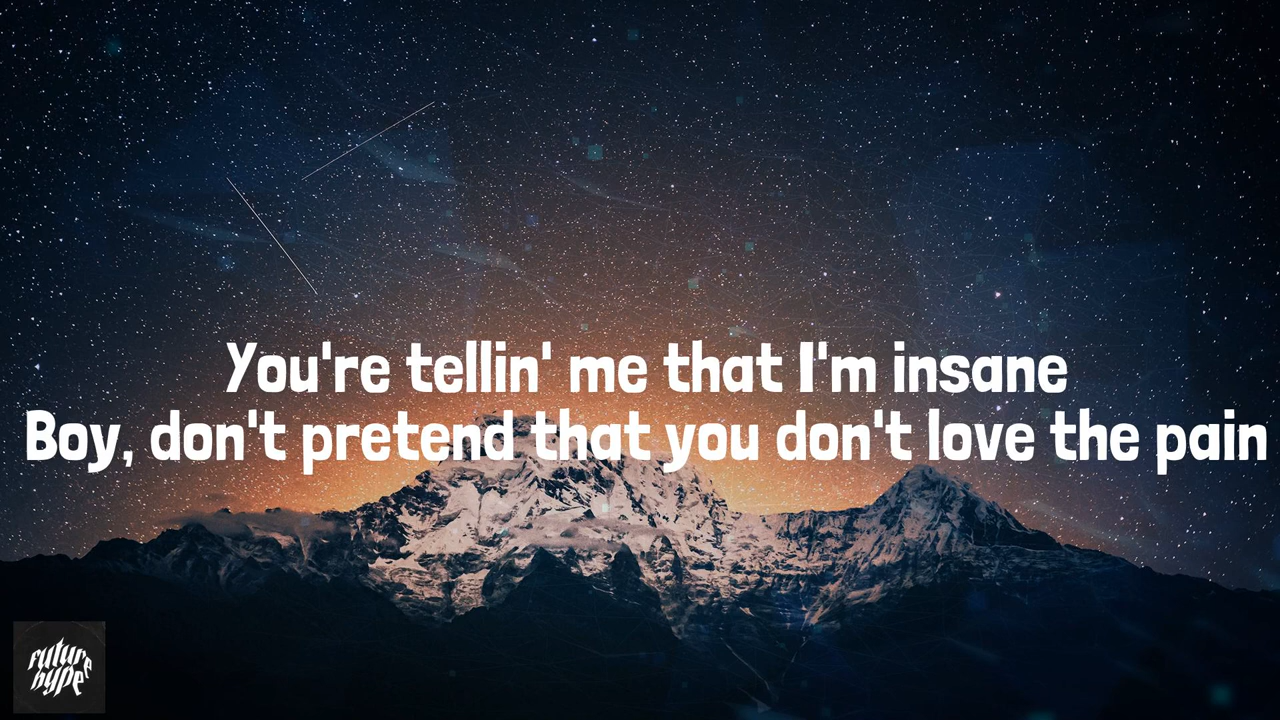 You're tellin' me that I'm insane
Boy, don't pretend that you don't love the pain
future
hype